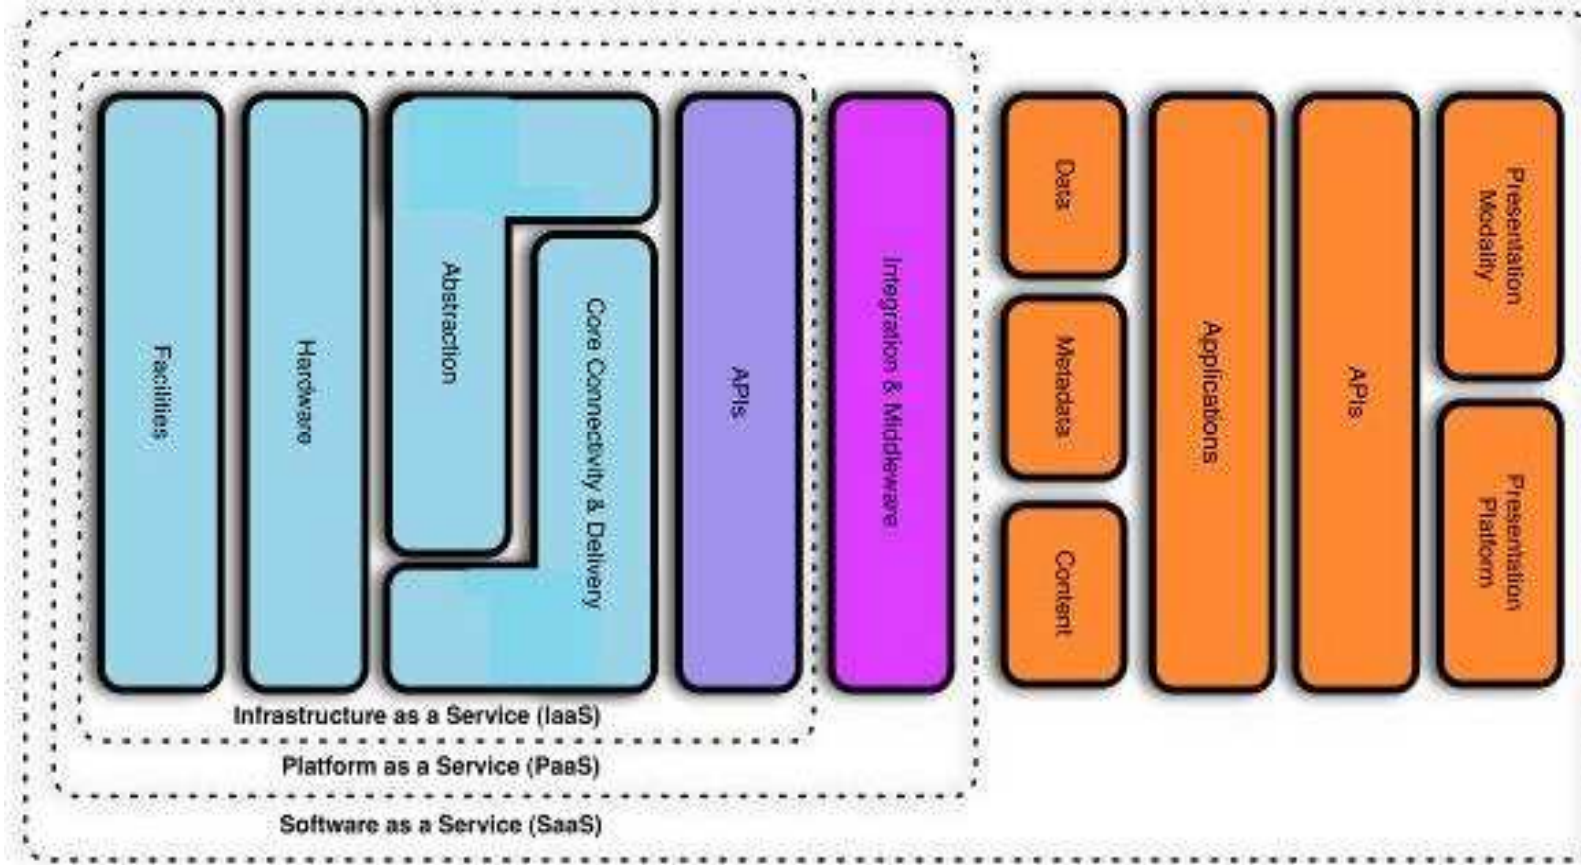 Facilities
Hardware
Abstraction
Core Connectivity & Delivery
APIs
Integration & Middleware
Data
Metadata
Content
Applications
APIs
Presentation
Modality
Presentation
Platform
Infrastructure as a Service (IaaS)
Platform as a Service (PaaS)
Software as a Service (SaaS)